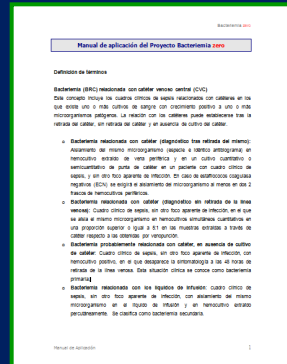 Bacteriemia zero
Manual de aplicación del Proyecto Bacteriemia zero
Definición de términos
Bacteriemia (BRC) relacionada con catéter venoso central (CVC)
Este concepto incluye los cuadros clínicos de sepsis relacionados con catéteres en los
que existe uno o más cultivos de sangre con crecimiento positivo a uno o más
microorganismos patógenos. La relación con los catéteres puede establecerse tras la
retirada del catéter, sin retirada del catéter y en ausencia de cultivo del catéter.
o Bacteriemia relacionada con catéter (diagnóstico tras retirada del mismo):
Aislamiento del mismo microorganismo (especie e idéntico antibiograma) en
hemocultivo extraído de vena periférica y en un cultivo cuantitativo o
semicuantitativo de punta de catéter en un paciente con cuadro clínico de
sepsis, y sin otro foco aparente de infección. En caso de estafilococos coagulasa
negativos (ECN) se exigirá el aislamiento del microorganismo al menos en dos 2
frascos de hemocultivos periféricos.
o Bacteriemia relacionada con catéter (diagnóstico sin retirada de la línea
venosa): Cuadro clínico de sepsis, sin otro foco aparente de infección, en el que
se aísla el mismo microorganismo en hemocultivos simultáneos cuantitativos en
una proporción superior o igual a 5:1 en las muestras extraídas a través de
catéter respecto a las obtenidas por venopunción.
o Bacteriemia probablemente relacionada con catéter, en ausencia de cultivo
de catéter: Cuadro clínico de sepsis, sin otro foco aparente de infección, con
hemocultivo positivo, en el que desaparece la sintomatología a las 48 horas de
retirada de la línea venosa. Esta situación clínica se conoce como bacteriemia
primaria
o Bacteriemia relacionada con los líquidos de infusión: cuadro clínico de
sepsis, sin otro foco aparente de infección, con aislamiento del mismo
microorganismo en el líquido de infusión y en hemocultivo extraído
percutáneamente. Se clasifica como bacteriemia secundaria.
Manual de Aplicación 1